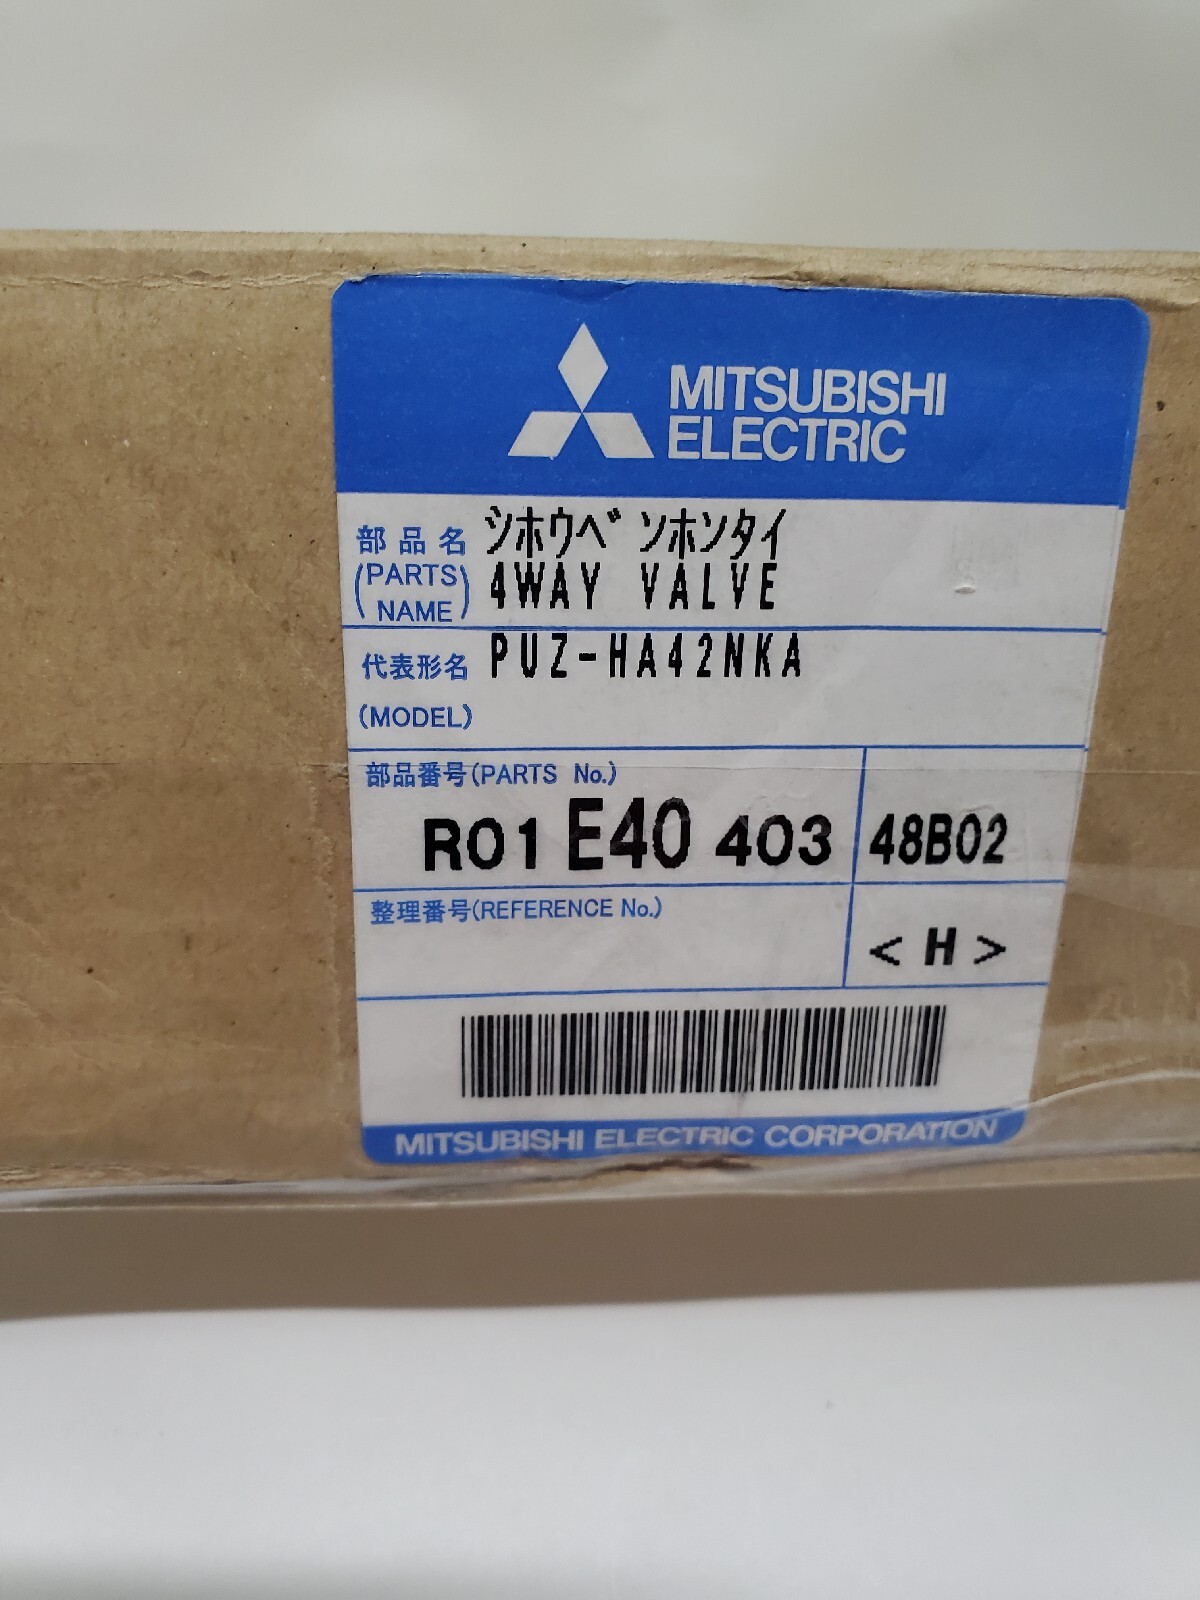 MITSUBISHI
ELECTRIC
部品名 シホウベンホンタイ
(PARTS NAME) 4WAY VALVE
代表形名 PUZ-HA42NKA
(MODEL)
部品番号(PARTS No.)
R01 E40 403 48B02
整理番号(REFERENCE No.)
<H>
MITSUBISHI ELECTRIC CORPORATION